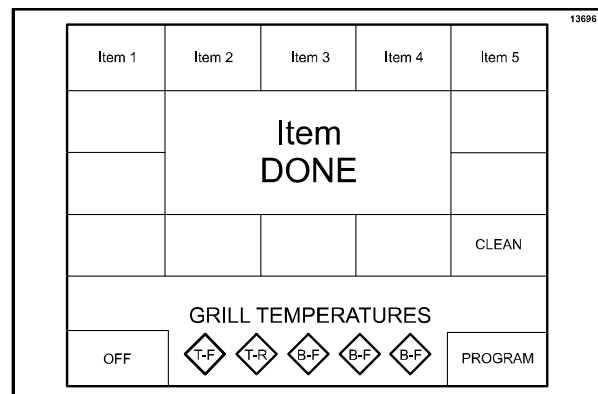 13696
Item 1 Item 2 Item 3 Item 4 Item 5
Item
DONE
CLEAN
GRILL TEMPERATURES
OFF T-F T-R B-F B-F B-F PROGRAM